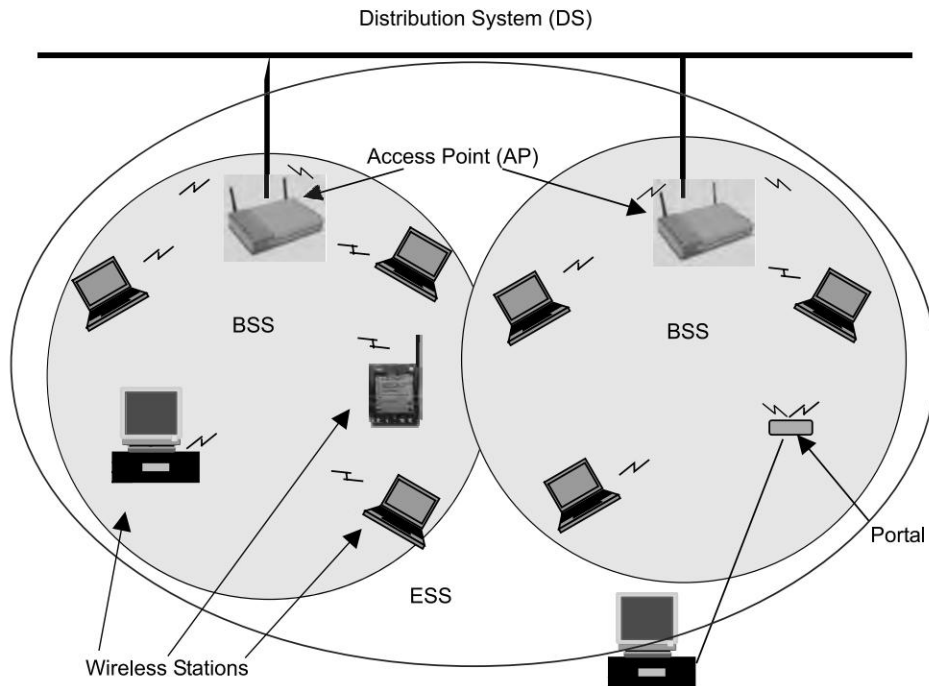 Distribution System (DS)
Access Point (AP)
BSS
BSS
Portal
ESS
Wireless Stations